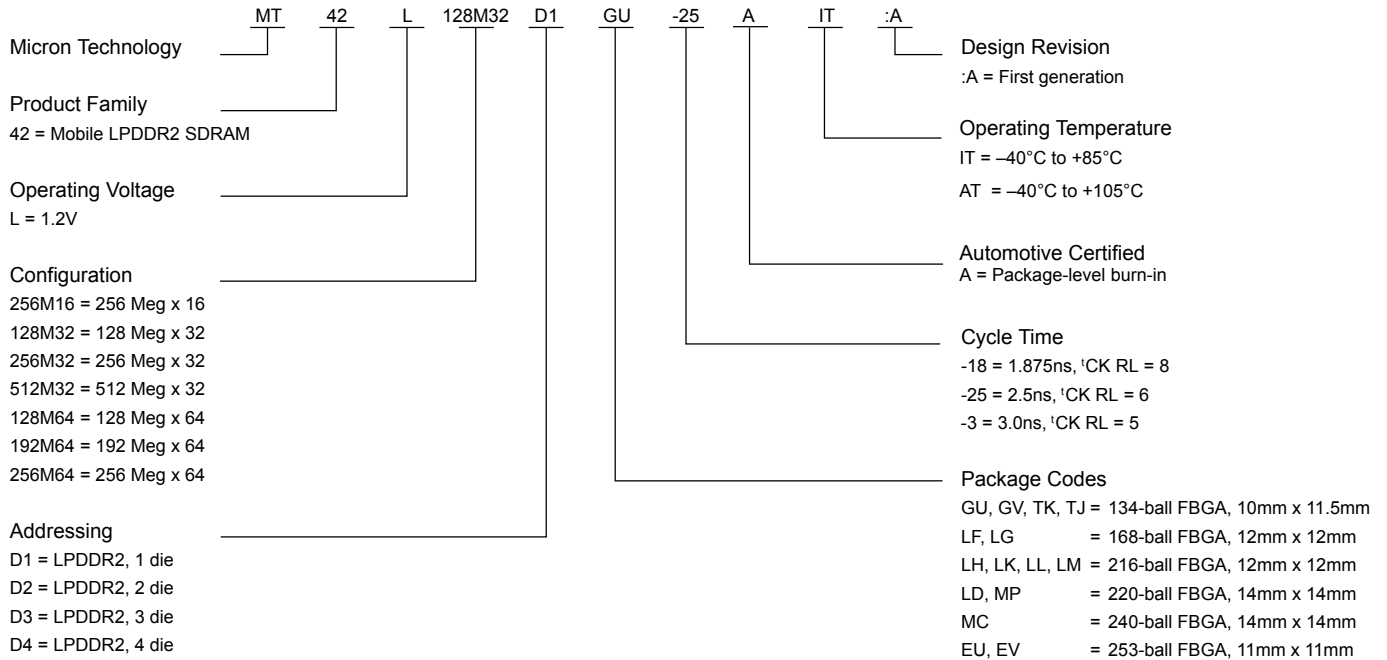 MT 42 L 128M32 D1 GU -25 A IT :A
Micron Technology
Product Family
42 = Mobile LPDDR2 SDRAM
Operating Voltage
L = 1.2V
Configuration
256M16 = 256 Meg x 16
128M32 = 128 Meg x 32
256M32 = 256 Meg x 32
512M32 = 512 Meg x 32
128M64 = 128 Meg x 64
192M64 = 192 Meg x 64
256M64 = 256 Meg x 64
Addressing
D1 = LPDDR2, 1 die
D2 = LPDDR2, 2 die
D3 = LPDDR2, 3 die
D4 = LPDDR2, 4 die
Design Revision
:A = First generation
Operating Temperature
IT = –40°C to +85°C
AT = –40°C to +105°C
Automotive Certified
A = Package-level burn-in
Cycle Time
-18 = 1.875ns, ᵗCK RL = 8
-25 = 2.5ns, ᵗCK RL = 6
-3 = 3.0ns, ᵗCK RL = 5
Package Codes
GU, GV, TK, TJ = 134-ball FBGA, 10mm x 11.5mm
LF, LG = 168-ball FBGA, 12mm x 12mm
LH, LK, LL, LM = 216-ball FBGA, 12mm x 12mm
LD, MP = 220-ball FBGA, 14mm x 14mm
MC = 240-ball FBGA, 14mm x 14mm
EU, EV = 253-ball FBGA, 11mm x 11mm